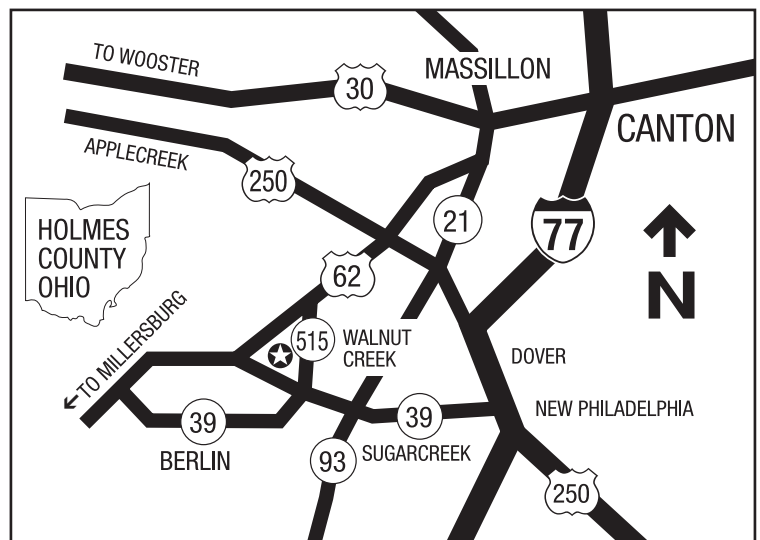 TO WOOSTER
MASSILLON
30
CANTON
APPLECREEK
250
21
77
HOLMES
COUNTY
OHIO
N
62
TO MILLERSBURG
515
WALNUT
CREEK
DOVER
39
39
NEW PHILADELPHIA
BERLIN
93
SUGARCREEK
250